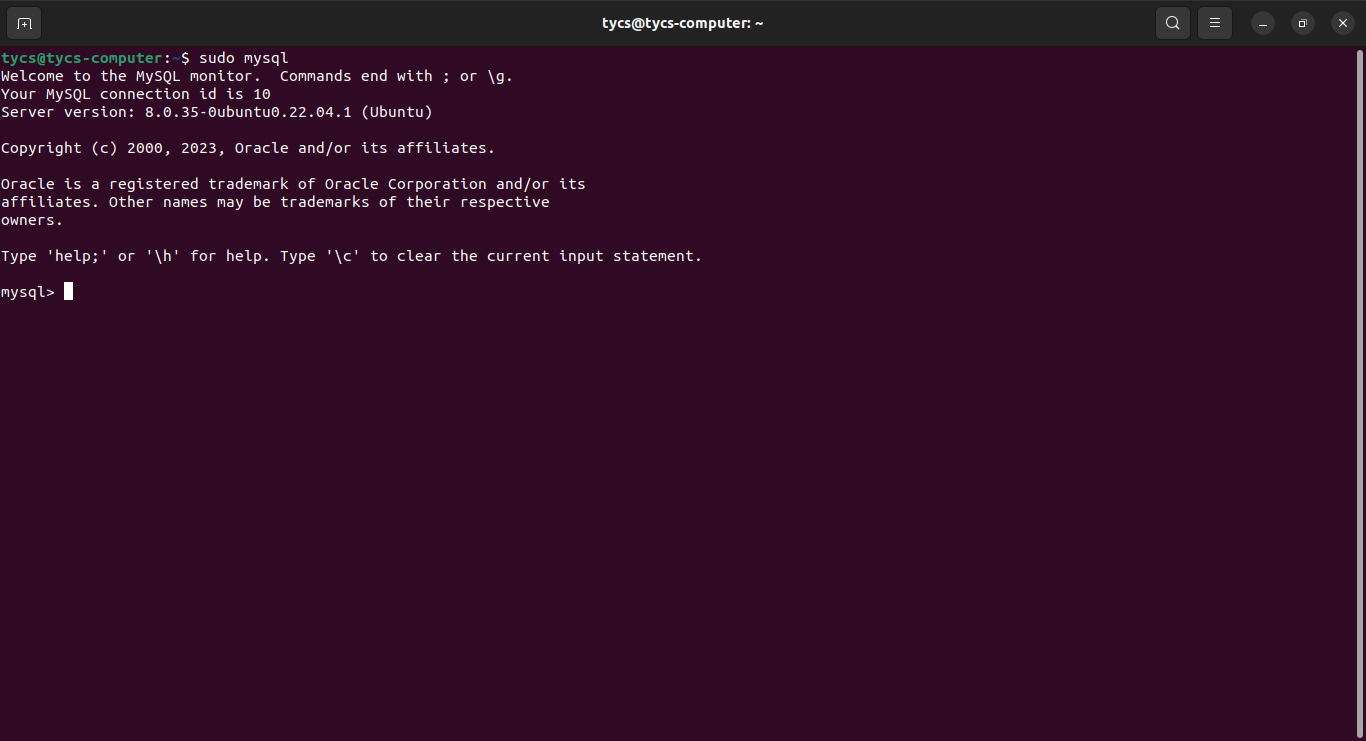 tycs@tycs-computer: ~
tycs@tycs-computer:~$ sudo mysql
Welcome to the MySQL monitor.  Commands end with ; or \g.
Your MySQL connection id is 10
Server version: 8.0.35-0ubuntu0.22.04.1 (Ubuntu)
Copyright (c) 2000, 2023, Oracle and/or its affiliates.
Oracle is a registered trademark of Oracle Corporation and/or its
affiliates. Other names may be trademarks of their respective
owners.
Type 'help;' or '\h' for help. Type '\c' to clear the current input statement.
mysql>